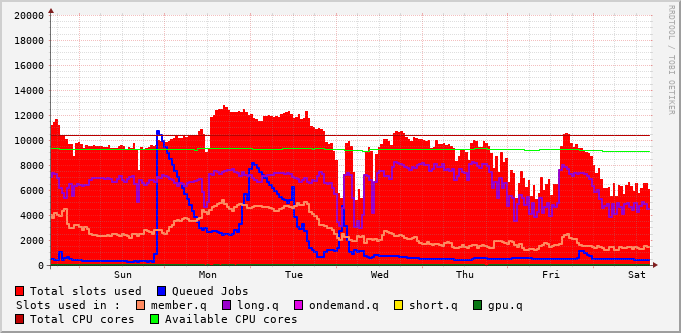 RRDTOOL / TOBI OETIKER
20000
18000
16000
14000
12000
10000
8000
6000
4000
2000
0
Sun Mon Tue Wed Thu Fri Sat
Total slots used Queued Jobs
Slots used in : member.q long.q ondemand.q short.q gpu.q
Total CPU cores Available CPU cores